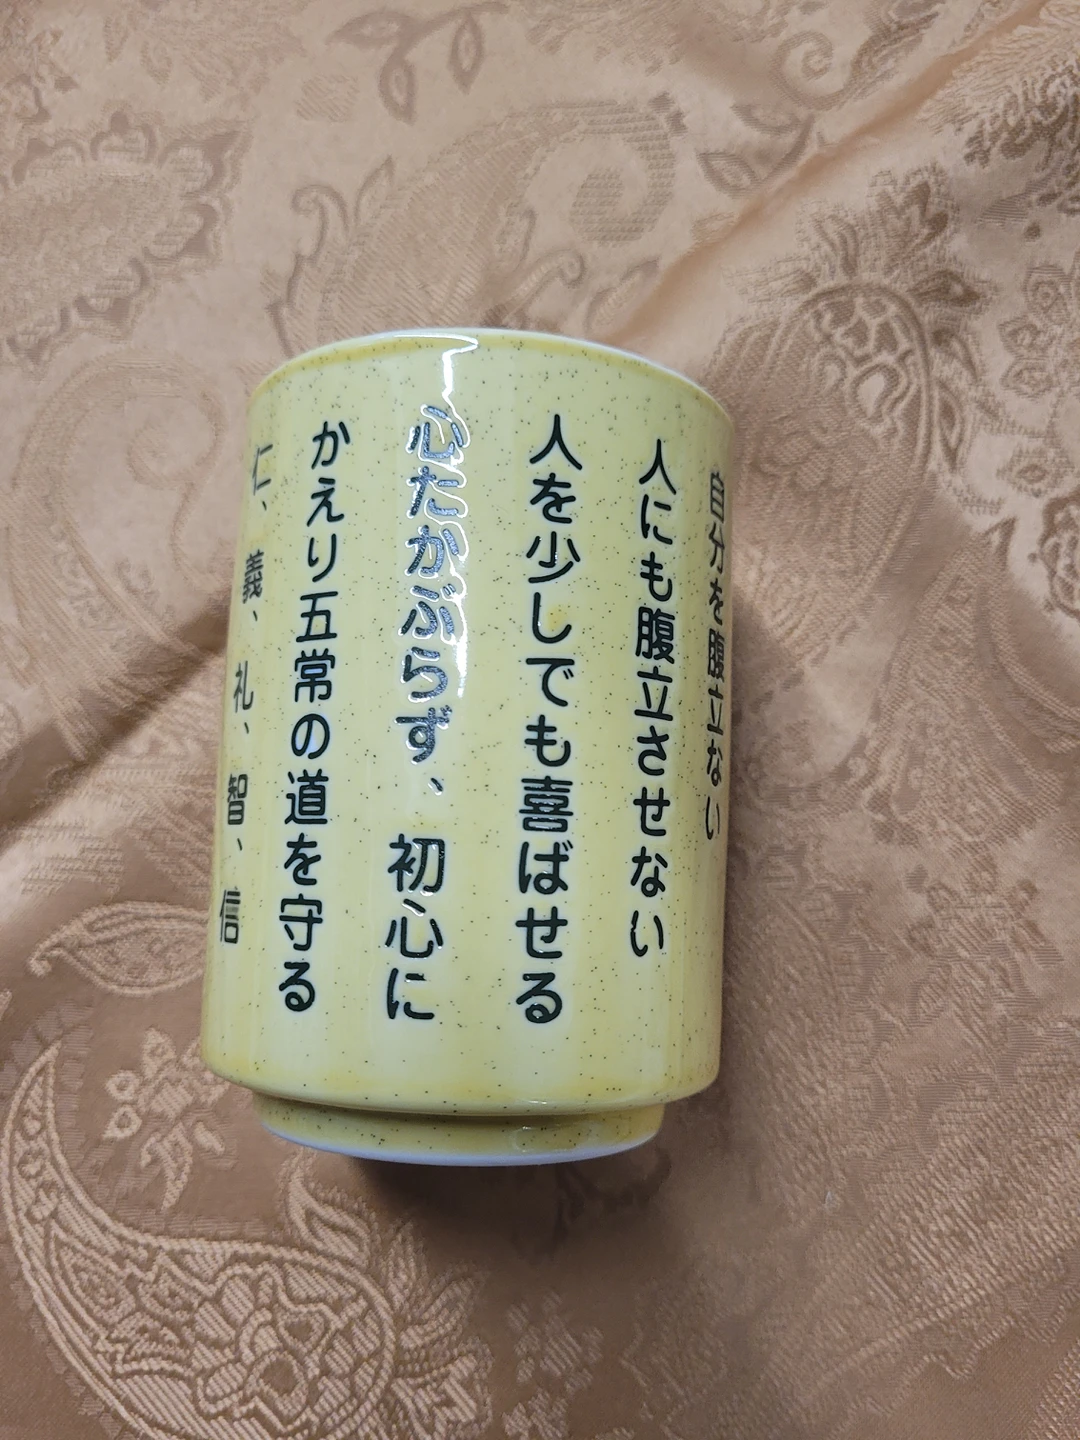 自分を腹立ない
人にも腹立させない
人を少しでも喜ばせる
心たかぶらず、初心に
かえり五常の道を守る
仁、義、礼、智、信